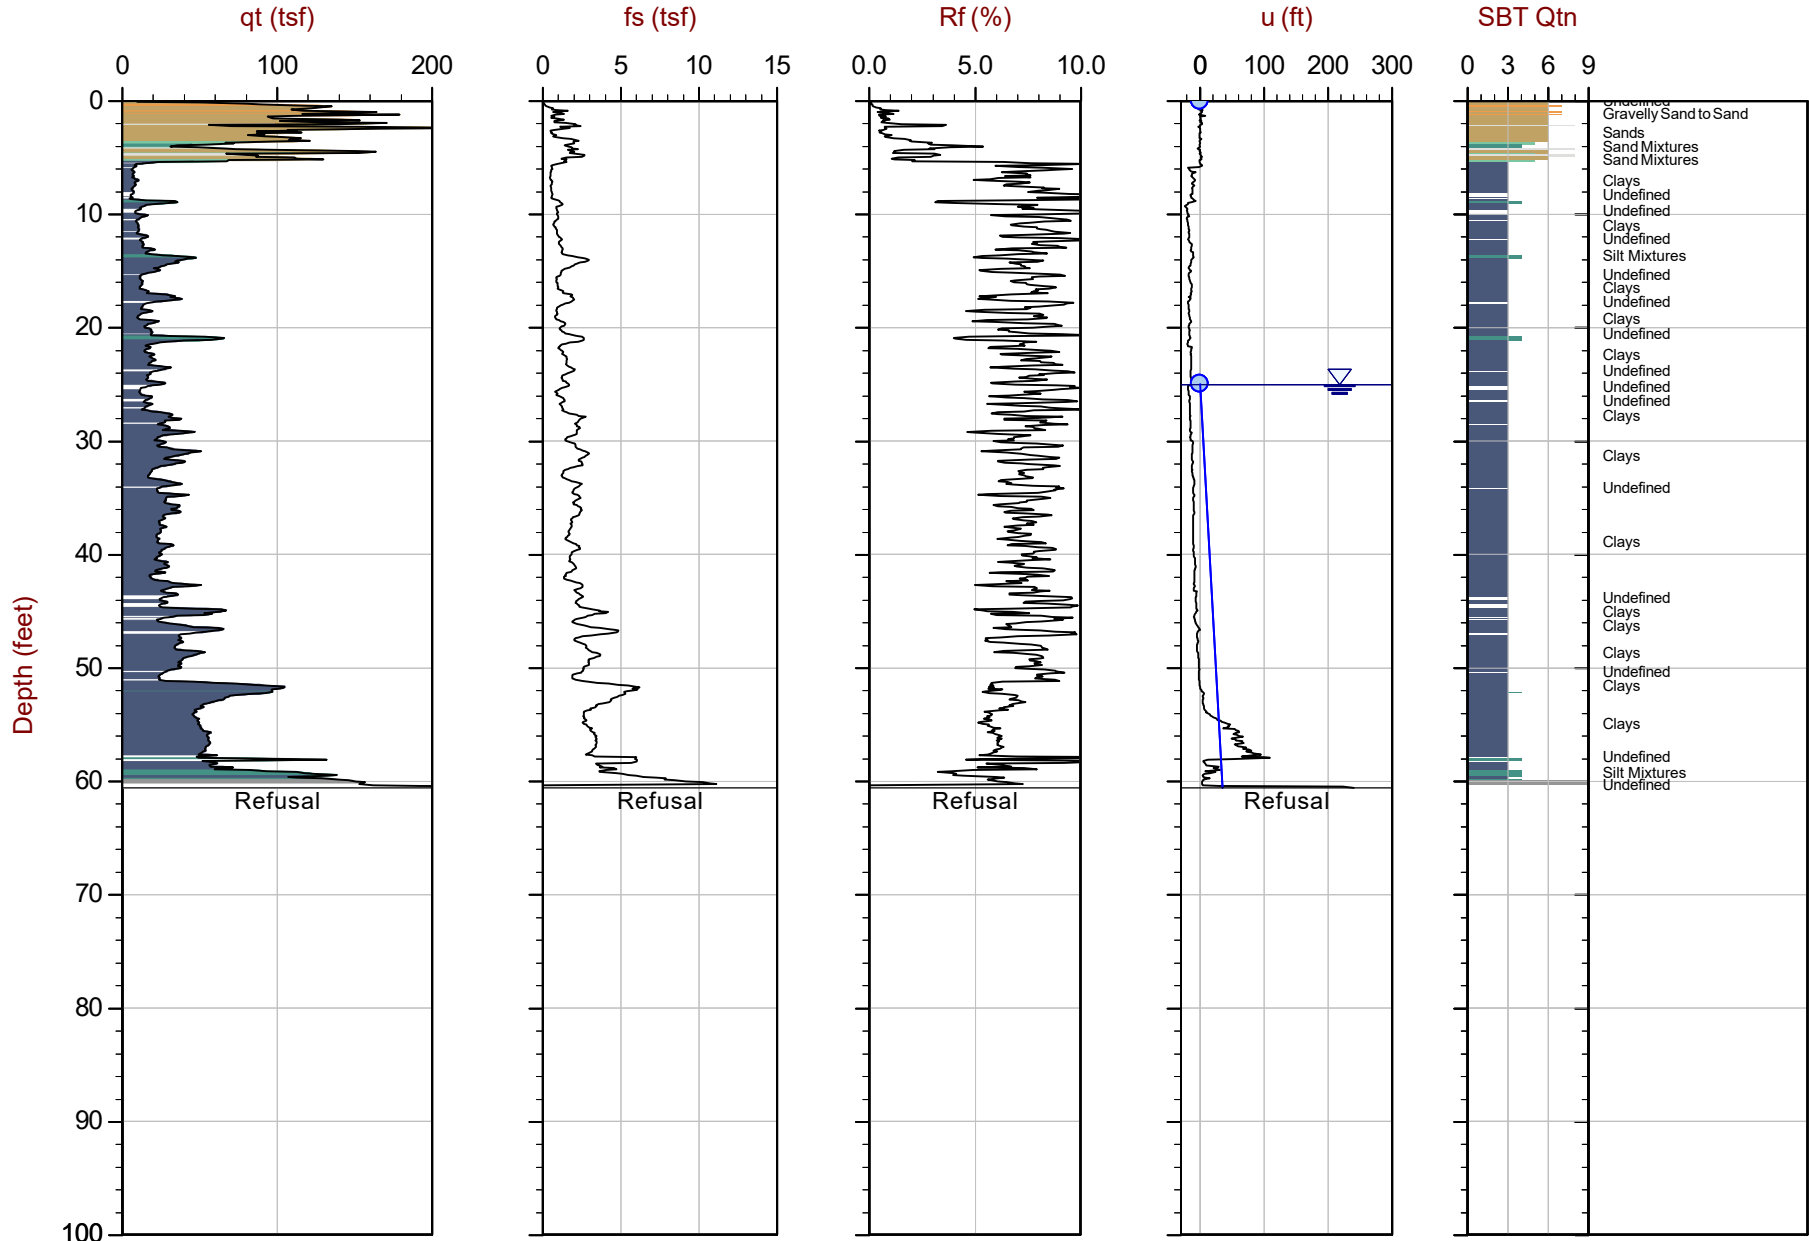 qt (tsf) fs (tsf) Rf (%) u (ft) SBT Qtn
0 100 200 0 5 10 15 0.0 5.0 10.0 0 100 200 300 0 3 6 9
0
Undefined
Gravelly Sand to Sand
Sands
Sand Mixtures
Sand Mixtures
Clays
Undefined
10
Undefined
Clays
Undefined
Silt Mixtures
Undefined
Clays
Undefined
Clays
20
Undefined
Clays
Undefined
Undefined
Undefined
Clays
30
Clays
Undefined
Clays
40
Undefined
Clays
Clays
Clays
50
Undefined
Clays
Clays
Undefined
Silt Mixtures
60
Undefined
Refusal Refusal Refusal Refusal
Depth (feet)
70
80
90
100